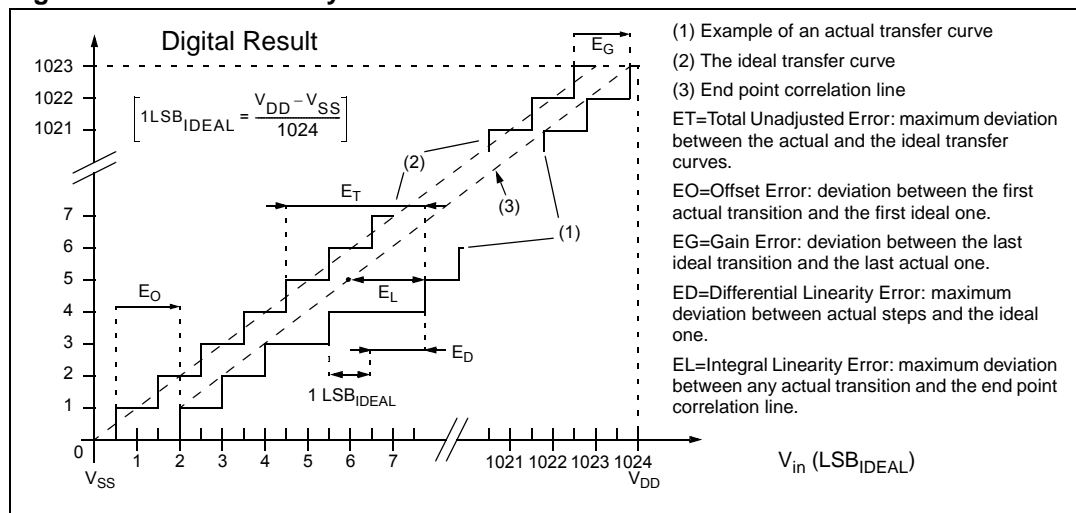 Digital Result
1023
1022
1021
[1LSB_IDEAL = (V_DD – V_SS) / 1024]
7
6
5
4
3
2
1
0
V_SS
1 2 3 4 5 6 7
1021 1022 1023 1024
V_DD
V_in (LSB_IDEAL)
E_G
(2)
E_T
(3)
(1)
E_O
E_L
E_D
1 LSB_IDEAL
(1) Example of an actual transfer curve
(2) The ideal transfer curve
(3) End point correlation line
ET=Total Unadjusted Error: maximum deviation
between the actual and the ideal transfer
curves.
EO=Offset Error: deviation between the first
actual transition and the first ideal one.
EG=Gain Error: deviation between the last
ideal transition and the last actual one.
ED=Differential Linearity Error: maximum
deviation between actual steps and the ideal
one.
EL=Integral Linearity Error: maximum deviation
between any actual transition and the end point
correlation line.